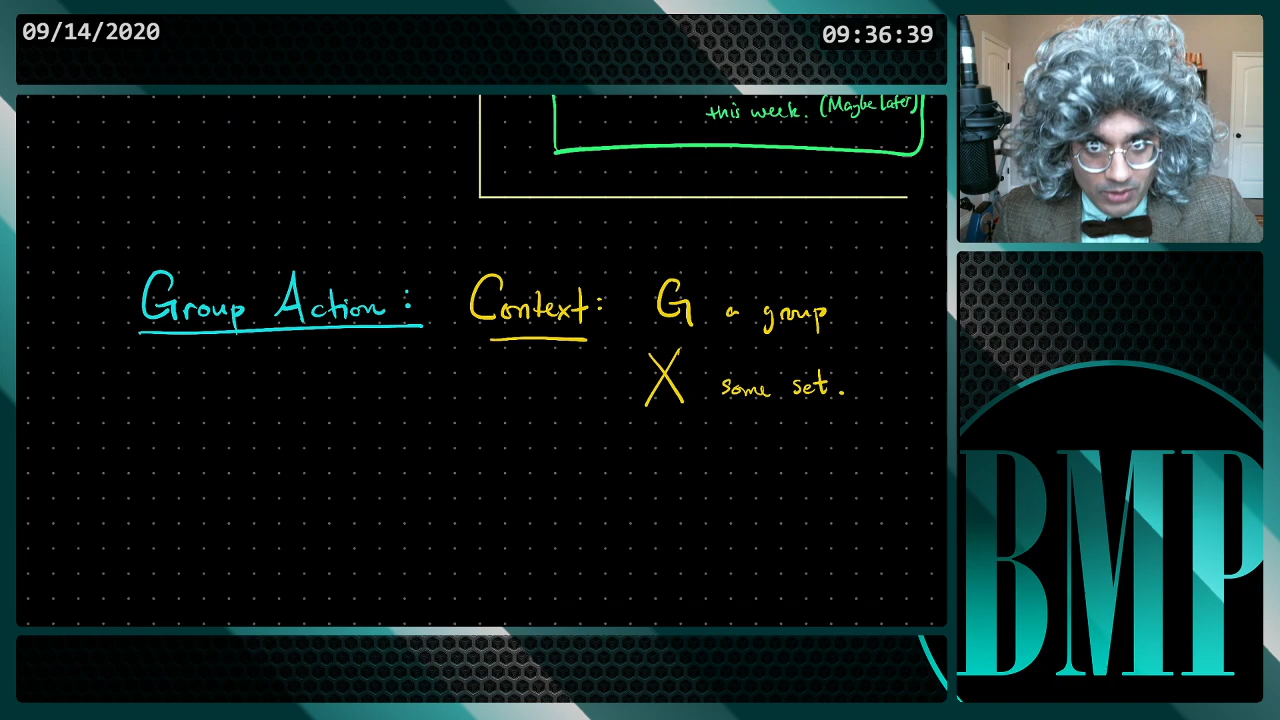 09/14/2020
09:36:39
this week. (Maybe Later)
Group Action: Context: G a group
X some set.
BMP